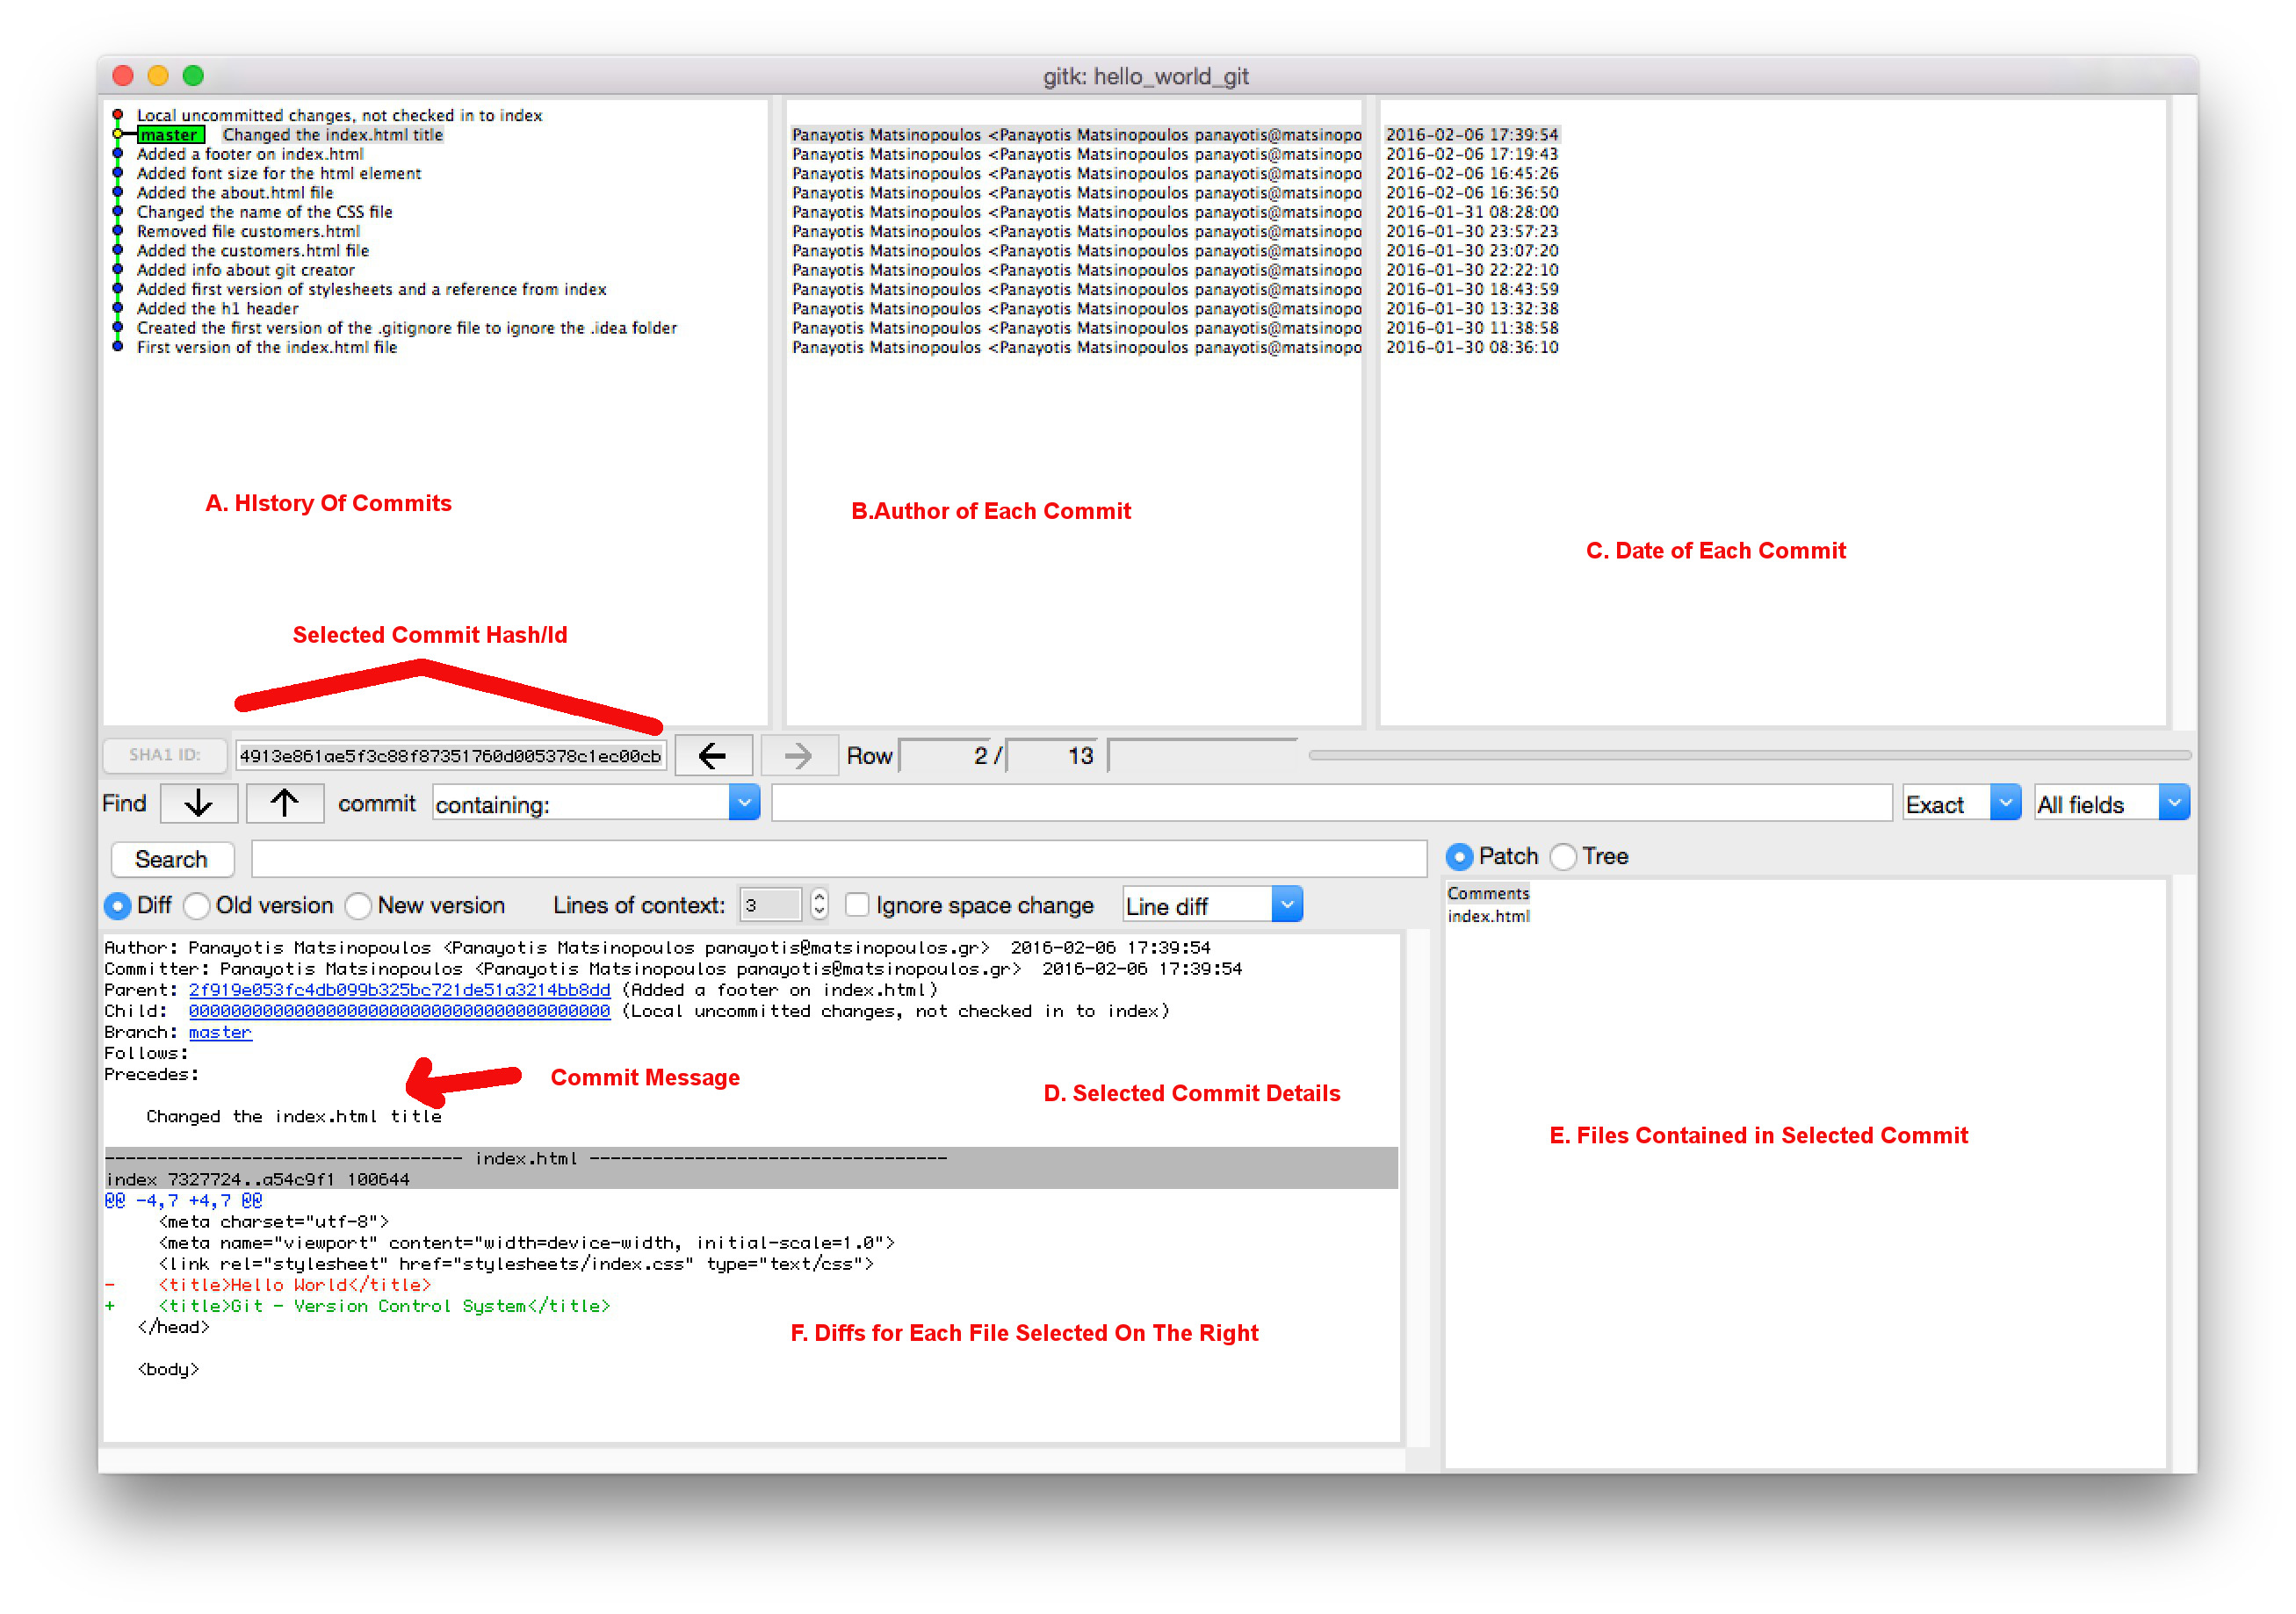 gitk: hello_world_git
Local uncommitted changes, not checked in to index
master Changed the index.html title
Added a footer on index.html
Added font size for the html element
Added the about.html file
Changed the name of the CSS file
Removed file customers.html
Added the customers.html file
Added info about git creator
Added first version of stylesheets and a reference from index
Added the h1 header
Created the first version of the .gitignore file to ignore the .idea folder
First version of the index.html file
A. HIstory Of Commits
Selected Commit Hash/Id
Panayotis Matsinopoulos <Panayotis Matsinopoulos panayotis@matsinopo
Panayotis Matsinopoulos <Panayotis Matsinopoulos panayotis@matsinopo
Panayotis Matsinopoulos <Panayotis Matsinopoulos panayotis@matsinopo
Panayotis Matsinopoulos <Panayotis Matsinopoulos panayotis@matsinopo
Panayotis Matsinopoulos <Panayotis Matsinopoulos panayotis@matsinopo
Panayotis Matsinopoulos <Panayotis Matsinopoulos panayotis@matsinopo
Panayotis Matsinopoulos <Panayotis Matsinopoulos panayotis@matsinopo
Panayotis Matsinopoulos <Panayotis Matsinopoulos panayotis@matsinopo
Panayotis Matsinopoulos <Panayotis Matsinopoulos panayotis@matsinopo
Panayotis Matsinopoulos <Panayotis Matsinopoulos panayotis@matsinopo
Panayotis Matsinopoulos <Panayotis Matsinopoulos panayotis@matsinopo
Panayotis Matsinopoulos <Panayotis Matsinopoulos panayotis@matsinopo
B.Author of Each Commit
2016-02-06 17:39:54
2016-02-06 17:19:43
2016-02-06 16:45:26
2016-02-06 16:36:50
2016-01-31 08:28:00
2016-01-30 23:57:23
2016-01-30 23:07:20
2016-01-30 22:22:10
2016-01-30 18:43:59
2016-01-30 13:32:38
2016-01-30 11:38:58
2016-01-30 08:36:10
C. Date of Each Commit
SHA1 ID: 4913e861ae5f3c88f87351760d005378c1ec00cb ← → Row 2 / 13
Find ↓ ↑ commit containing: Exact All fields
Search
Diff Old version New version Lines of context: 3 Ignore space change Line diff
Author: Panayotis Matsinopoulos <Panayotis Matsinopoulos panayotis@matsinopoulos.gr> 2016-02-06 17:39:54
Committer: Panayotis Matsinopoulos <Panayotis Matsinopoulos panayotis@matsinopoulos.gr> 2016-02-06 17:39:54
Parent: 2f919e053fc4db099b325bc721de51a3214bb8dd (Added a footer on index.html)
Child: 0000000000000000000000000000000000000000 (Local uncommitted changes, not checked in to index)
Branch: master
Follows:
Precedes:
Commit Message
D. Selected Commit Details
Changed the index.html title
---------------------------------- index.html ----------------------------------
index 7327724..a54c9f1 100644
@@ -4,7 +4,7 @@
<meta charset="utf-8">
<meta name="viewport" content="width=device-width, initial-scale=1.0">
<link rel="stylesheet" href="stylesheets/index.css" type="text/css">
- <title>Hello World</title>
+ <title>Git - Version Control System</title>
</head>
F. Diffs for Each File Selected On The Right
<body>
Patch Tree
Comments
index.html
E. Files Contained in Selected Commit